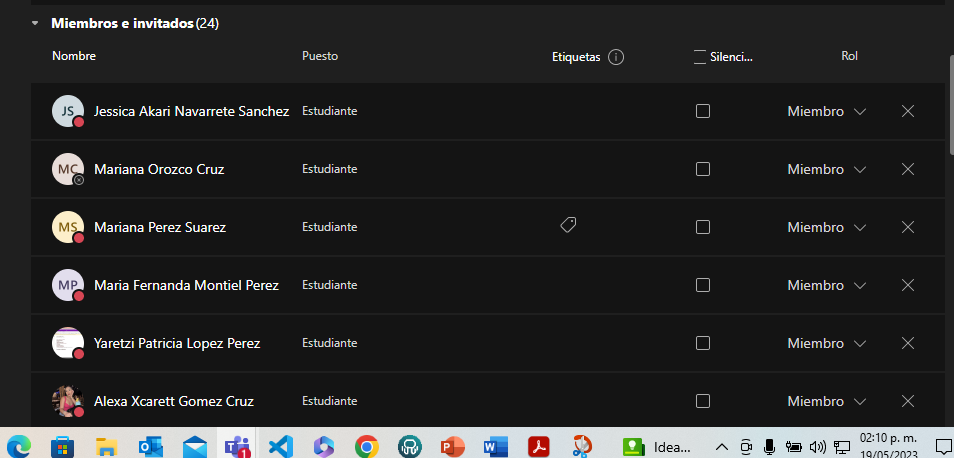 Miembros e invitados (24)
Nombre Puesto Etiquetas Silenci... Rol
JS Jessica Akari Navarrete Sanchez Estudiante Miembro
MC Mariana Orozco Cruz Estudiante Miembro
MS Mariana Perez Suarez Estudiante Miembro
MP Maria Fernanda Montiel Perez Estudiante Miembro
Yaretzi Patricia Lopez Perez Estudiante Miembro
Alexa Xcarett Gomez Cruz Estudiante Miembro
1 Idea... 02:10 p. m.
19/05/2023